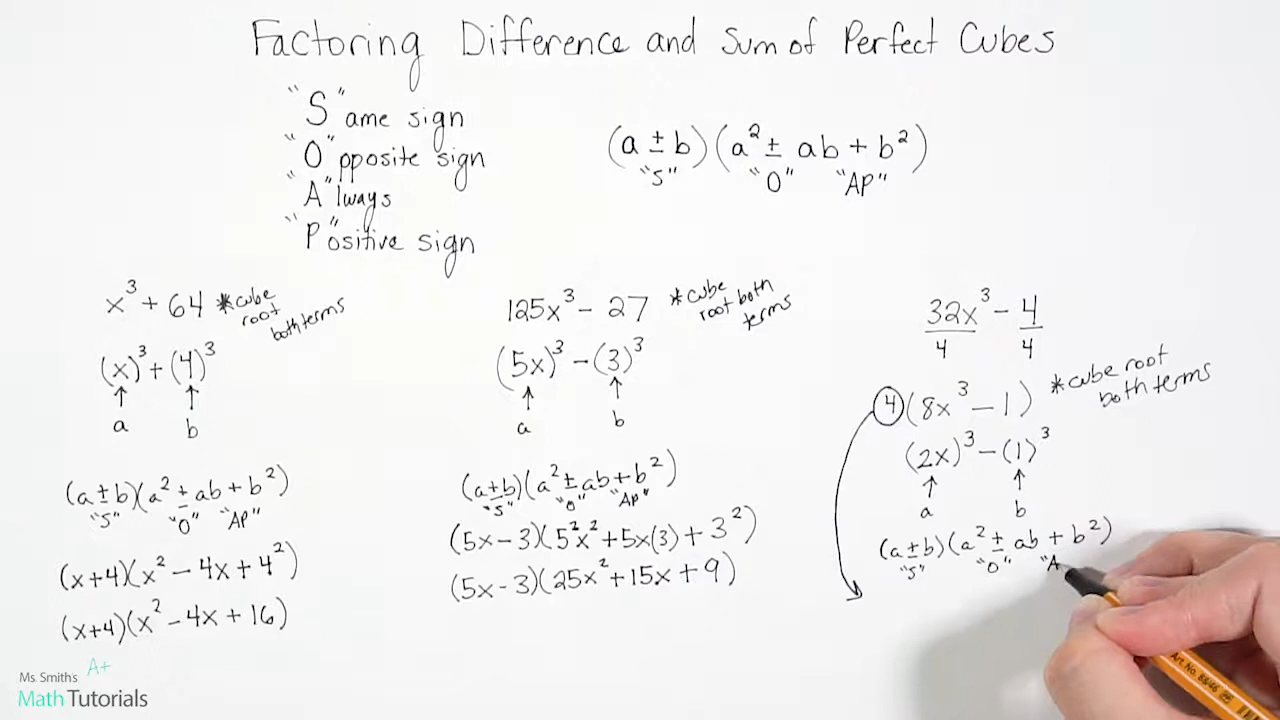 Factoring Difference and Sum of Perfect Cubes
"S"ame sign
"O"pposite sign
"A"lways
"P"ositive sign
(a ± b)(a² ± ab + b²)
"S" "O" "AP"
x³ + 64 *cube root both terms
(x)³ + (4)³
↑ ↑
a b
(a ± b)(a² ± ab + b²)
"S" "O" "AP"
(x+4)(x² - 4x + 4²)
(x+4)(x² - 4x + 16)
125x³ - 27 *cube root both terms
(5x)³ - (3)³
↑ ↑
a b
(a ± b)(a² ± ab + b²)
"S" "O" "AP"
(5x - 3)(5²x² + 5x(3) + 3²)
(5x - 3)(25x² + 15x + 9)
32x³ - 4
4 4
4(8x³ - 1) *cube root both terms
(2x)³ - (1)³
↑ ↑
a b
(a ± b)(a² ± ab + b²)
"S" "O" "A
Art. No. 88/46
Ms. Smith's A+
Math Tutorials